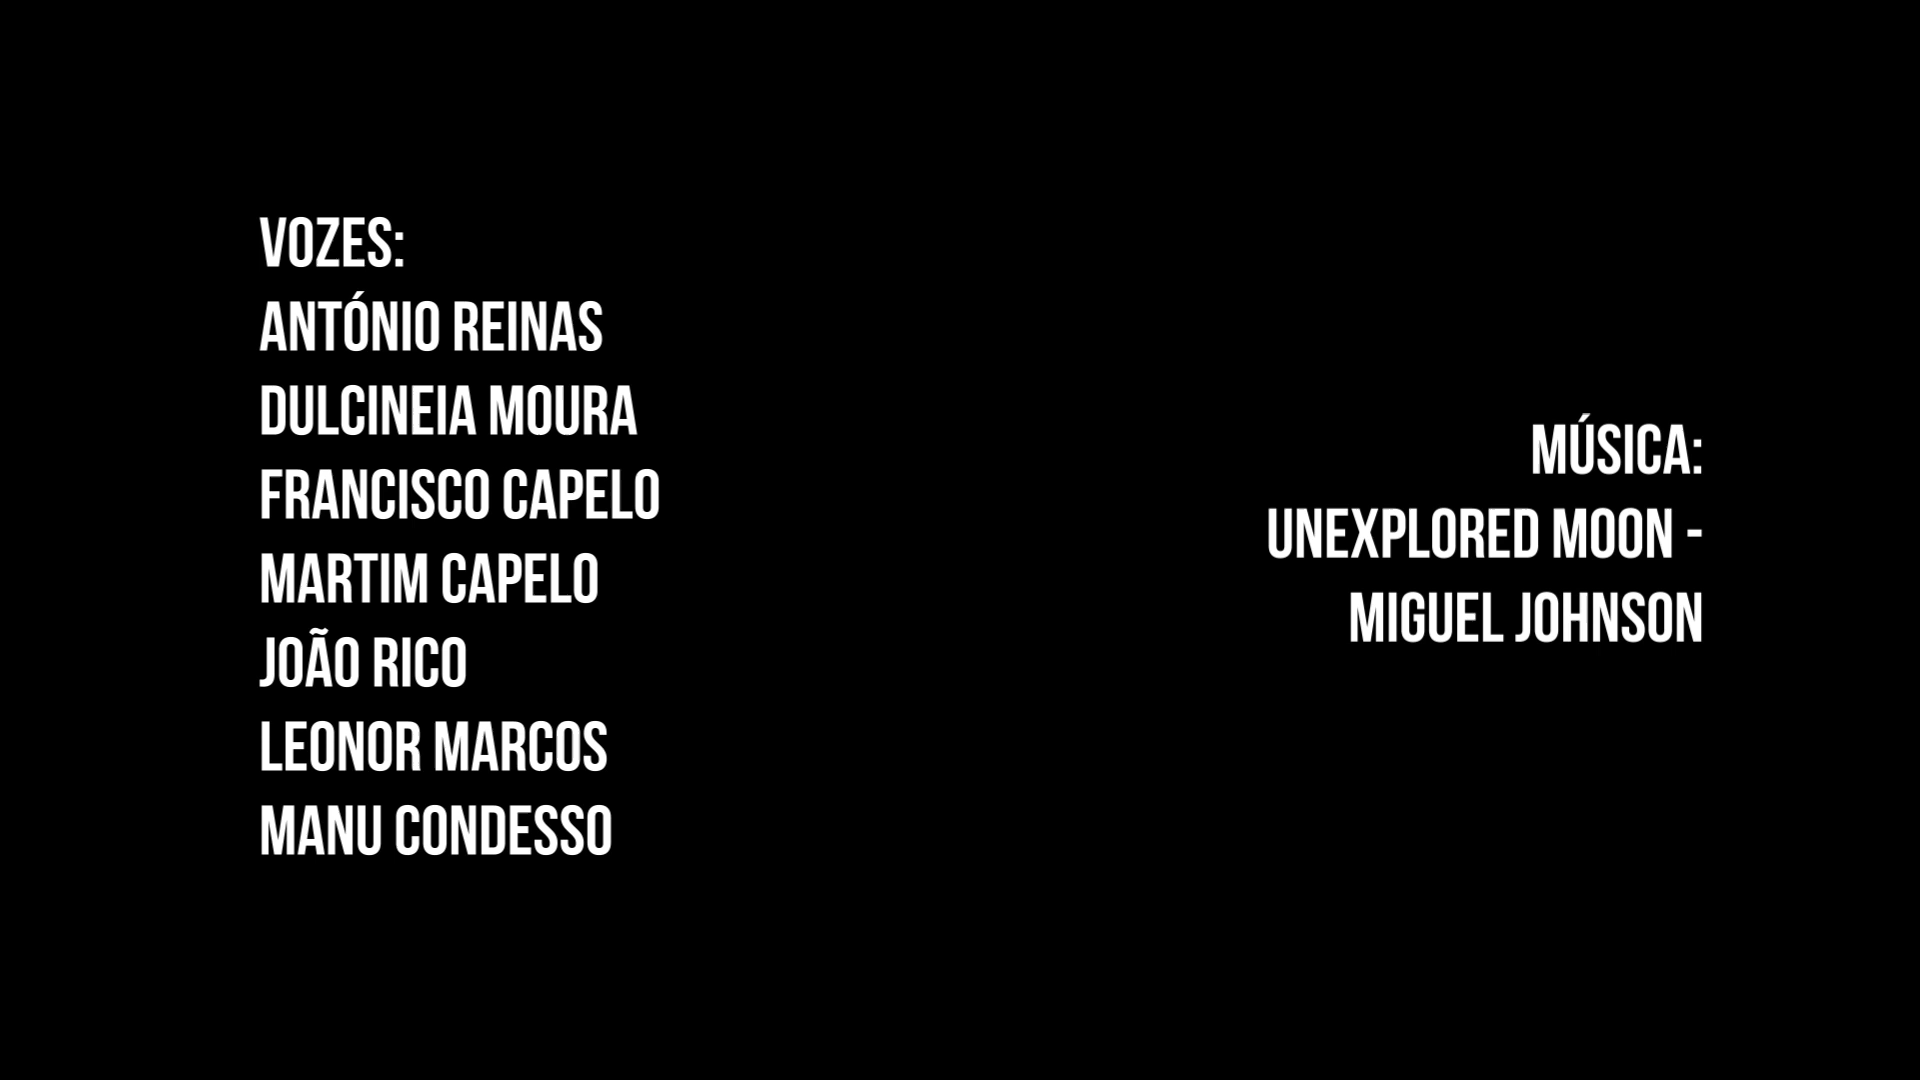 VOZES:
ANTÓNIO REINAS
DULCINEIA MOURA
FRANCISCO CAPELO
MARTIM CAPELO
JOÃO RICO
LEONOR MARCOS
MANU CONDESSO
MÚSICA:
UNEXPLORED MOON -
MIGUEL JOHNSON